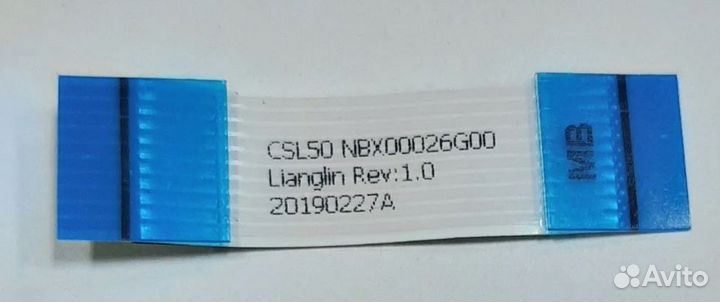 CSL50 NBX00026G00
Lianglin Rev:1.0
20190227A
MB
Avito